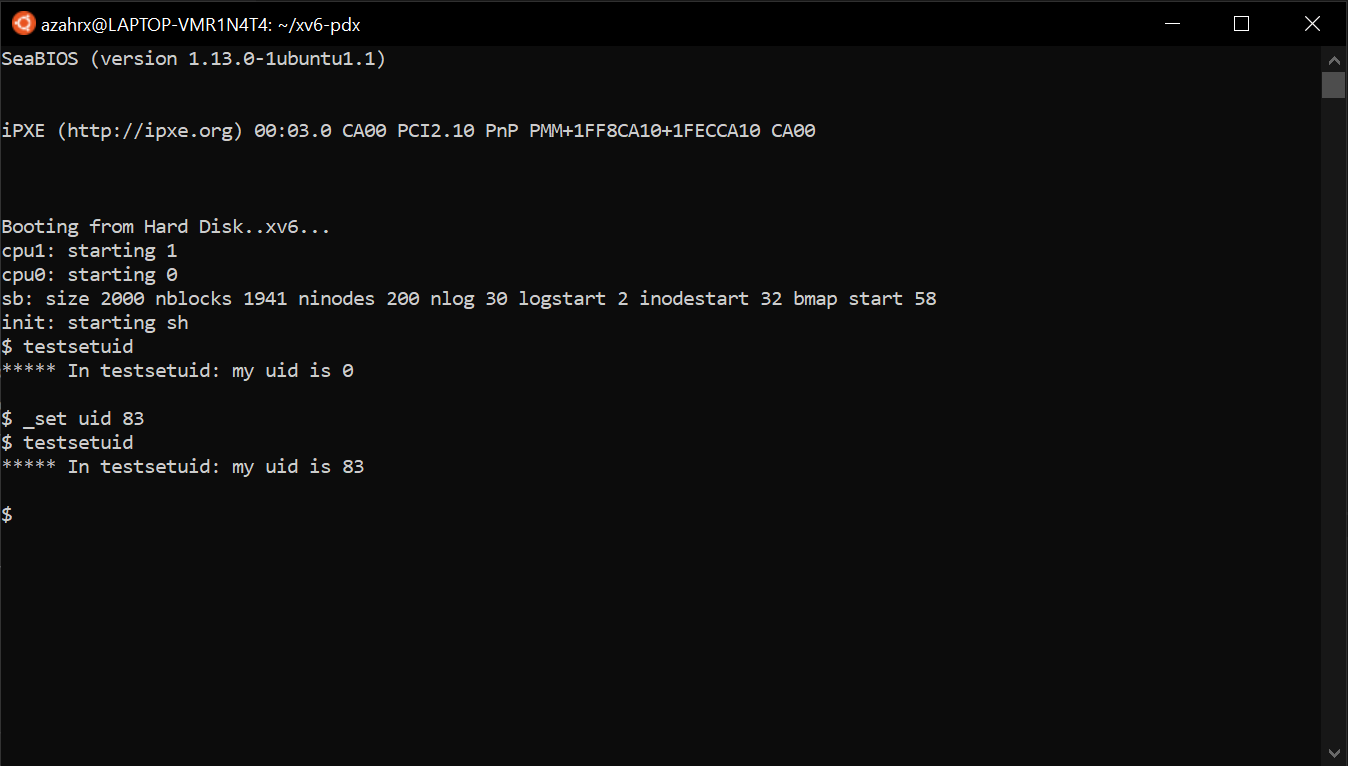 azahrx@LAPTOP-VMR1N4T4: ~/xv6-pdx
SeaBIOS (version 1.13.0-1ubuntu1.1)
iPXE (http://ipxe.org) 00:03.0 CA00 PCI2.10 PnP PMM+1FF8CA10+1FECCA10 CA00
Booting from Hard Disk..xv6...
cpu1: starting 1
cpu0: starting 0
sb: size 2000 nblocks 1941 ninodes 200 nlog 30 logstart 2 inodestart 32 bmap start 58
init: starting sh
$ testsetuid
***** In testsetuid: my uid is 0
$ _set uid 83
$ testsetuid
***** In testsetuid: my uid is 83
$